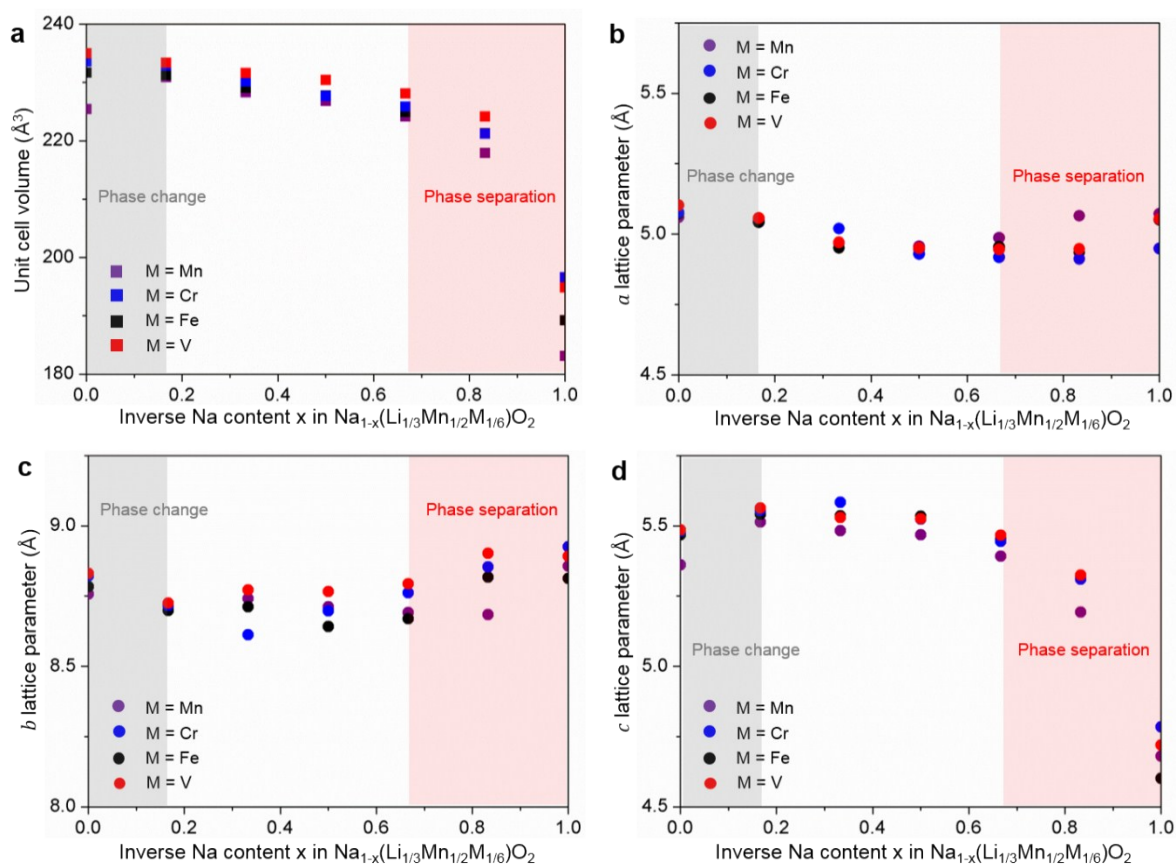 a
240
220
200
180
Unit cell volume (Å³)
Phase change
Phase separation
M = Mn
M = Cr
M = Fe
M = V
0.0 0.2 0.4 0.6 0.8 1.0
Inverse Na content x in Na₁₋ₓ(Li₁/₃Mn₁/₂M₁/₆)O₂
b
5.5
5.0
4.5
a lattice parameter (Å)
M = Mn
M = Cr
M = Fe
M = V
Phase change
Phase separation
0.0 0.2 0.4 0.6 0.8 1.0
Inverse Na content x in Na₁₋ₓ(Li₁/₃Mn₁/₂M₁/₆)O₂
c
9.0
8.5
8.0
b lattice parameter (Å)
Phase change
Phase separation
M = Mn
M = Cr
M = Fe
M = V
0.0 0.2 0.4 0.6 0.8 1.0
Inverse Na content x in Na₁₋ₓ(Li₁/₃Mn₁/₂M₁/₆)O₂
d
5.5
5.0
4.5
c lattice parameter (Å)
Phase change
Phase separation
M = Mn
M = Cr
M = Fe
M = V
0.0 0.2 0.4 0.6 0.8 1.0
Inverse Na content x in Na₁₋ₓ(Li₁/₃Mn₁/₂M₁/₆)O₂